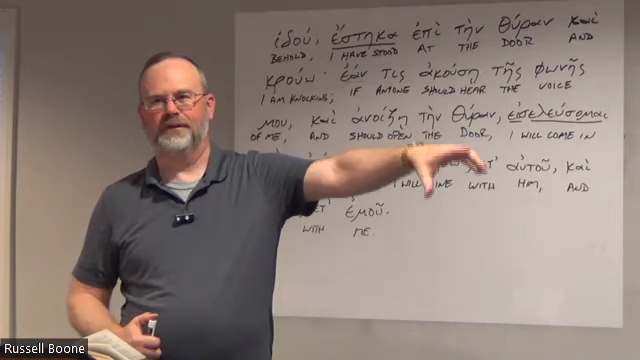 ἰδού, ἕστηκα ἐπὶ τὴν θύραν καὶ
BEHOLD, I HAVE STOOD AT THE DOOR AND
κρούω· ἐάν τις ἀκούσῃ τῆς φωνῆς
I AM KNOCKING; IF ANYONE SHOULD HEAR THE VOICE
μου, καὶ ἀνοίξῃ τὴν θύραν, εἰσελεύσομαι
OF ME, AND SHOULD OPEN THE DOOR, I WILL COME IN
αὐτοῦ, καὶ
I WILL DINE WITH HIM, AND
ἐμοῦ.
WITH ME.
Russell Boone